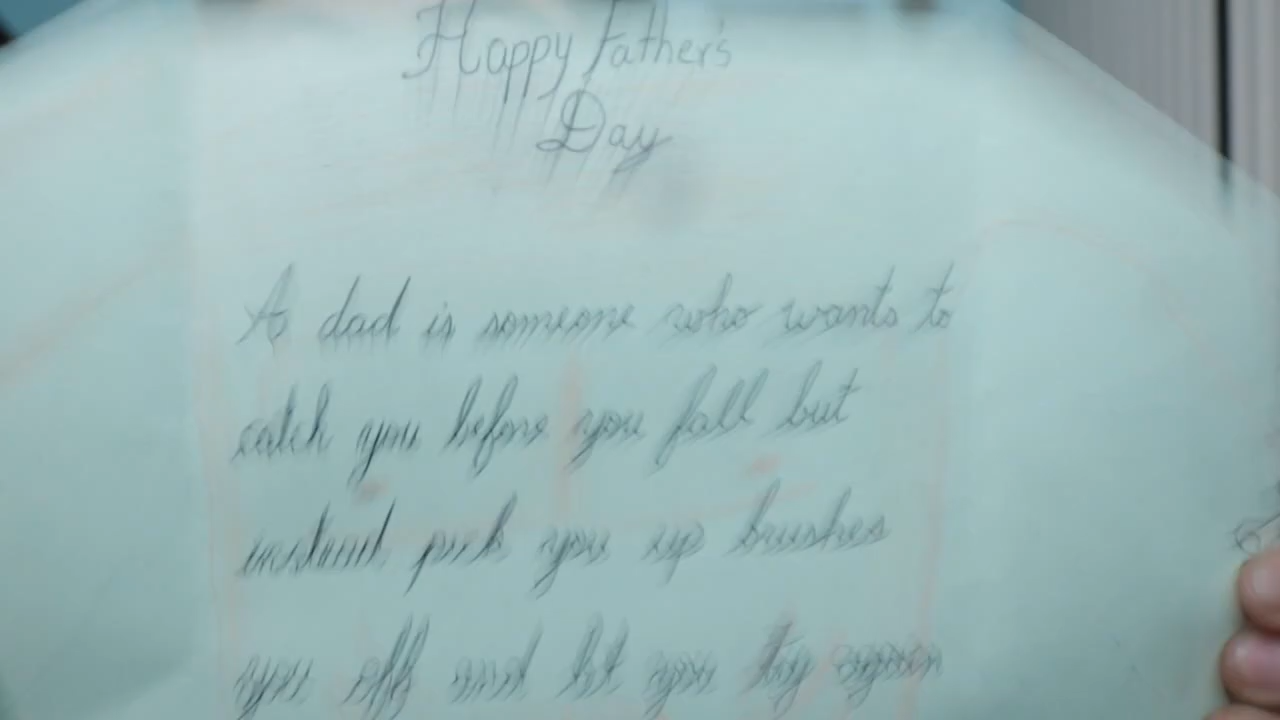 Happy Father's
Day
A dad is someone who wants to
catch you before you fall but
instead pick you up brushes
you off and let you try again